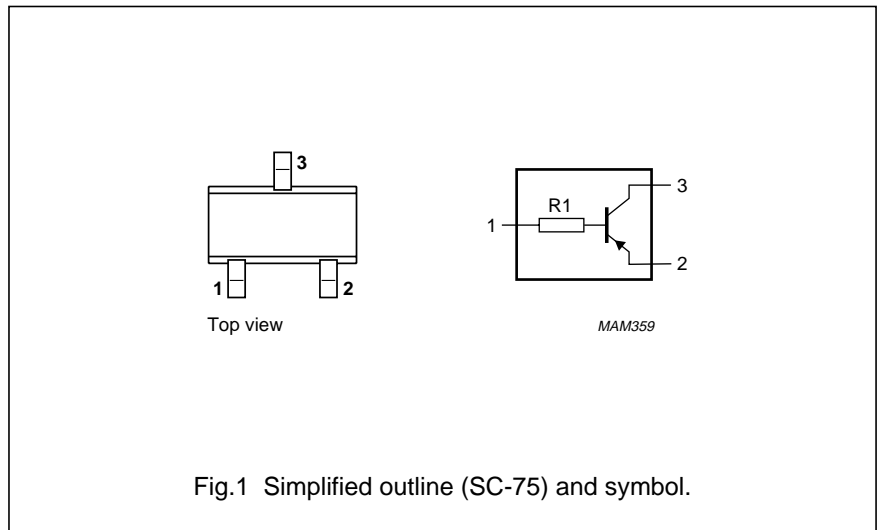 3
1
2
Top view
1
R1
3
2
MAM359
Fig.1 Simplified outline (SC-75) and symbol.